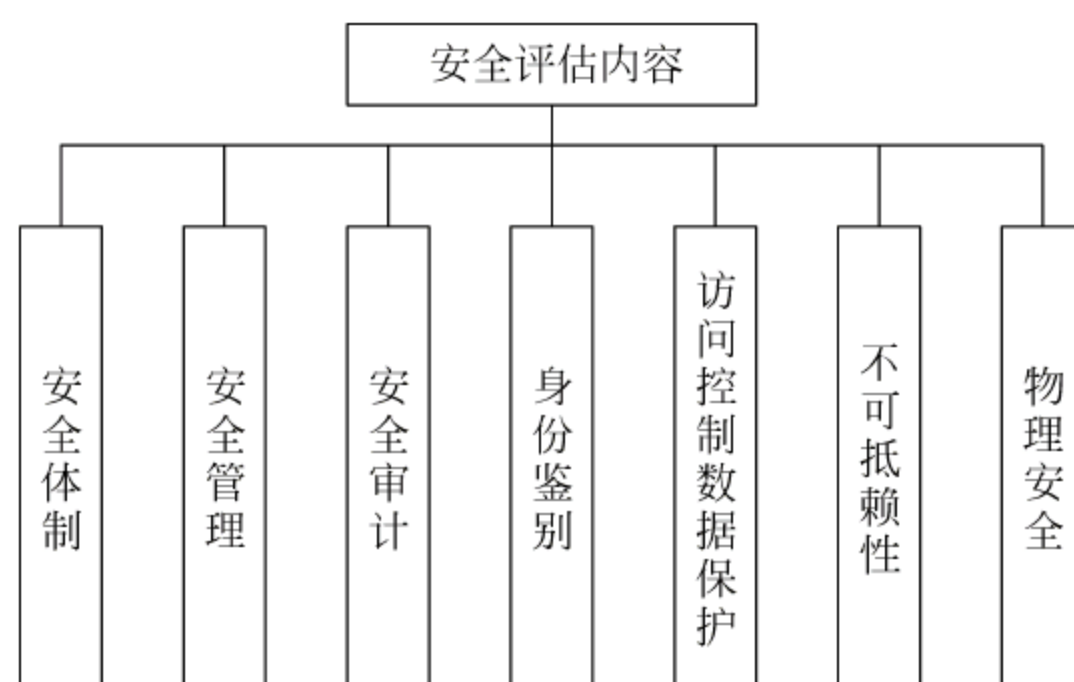 安全评估内容
安全体制
安全管理
安全审计
身份鉴别
访问控制数据保护
不可抵赖性
物理安全